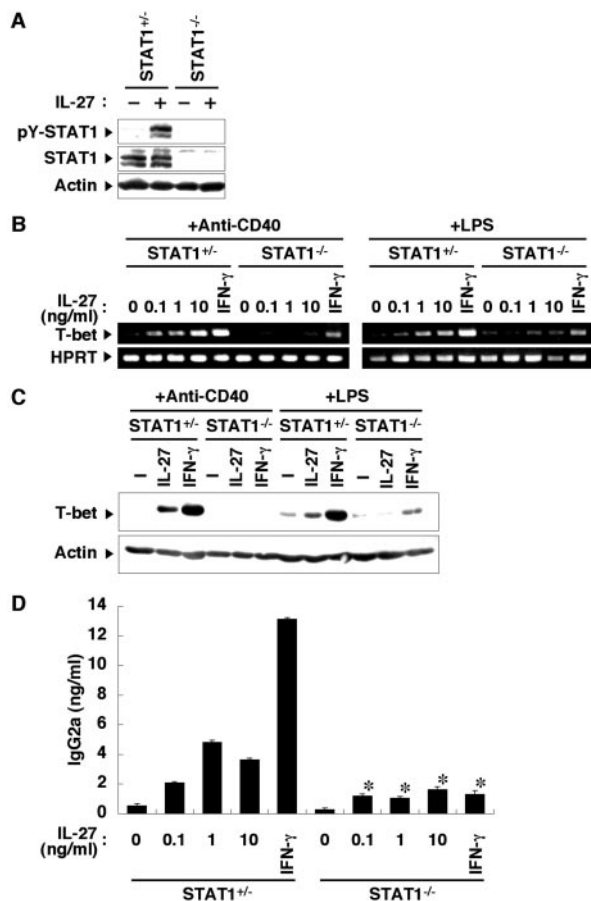 A
STAT1+/-
STAT1-/-
IL-27 : − + − +
pY-STAT1
STAT1
Actin
B
+Anti-CD40 +LPS
STAT1+/- STAT1-/- STAT1+/- STAT1-/-
IL-27 (ng/ml) : 0 0.1 1 10 IFN-γ 0 0.1 1 10 IFN-γ 0 0.1 1 10 IFN-γ 0 0.1 1 10 IFN-γ
T-bet
HPRT
C
+Anti-CD40 +LPS
STAT1+/- STAT1-/- STAT1+/- STAT1-/-
− IL-27 IFN-γ − IL-27 IFN-γ − IL-27 IFN-γ − IL-27 IFN-γ
T-bet
Actin
D
IgG2a (ng/ml)
14
12
10
8
6
4
2
0
* * * *
IL-27 (ng/ml) : 0 0.1 1 10 IFN-γ 0 0.1 1 10 IFN-γ
STAT1+/- STAT1-/-